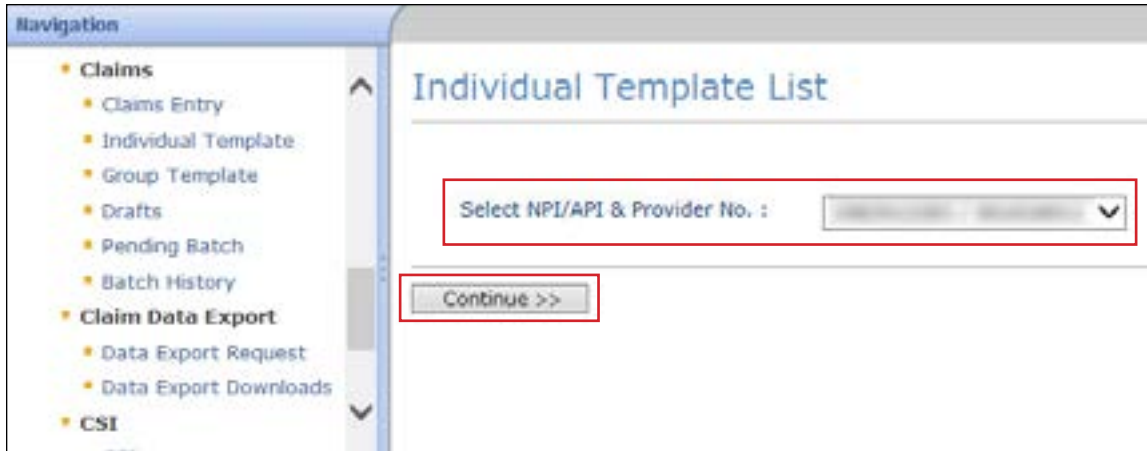 Navigation
Claims
Claims Entry
Individual Template
Group Template
Drafts
Pending Batch
Batch History
Claim Data Export
Data Export Request
Data Export Downloads
CSI
Individual Template List
Select NPI/API & Provider No. :
Continue >>